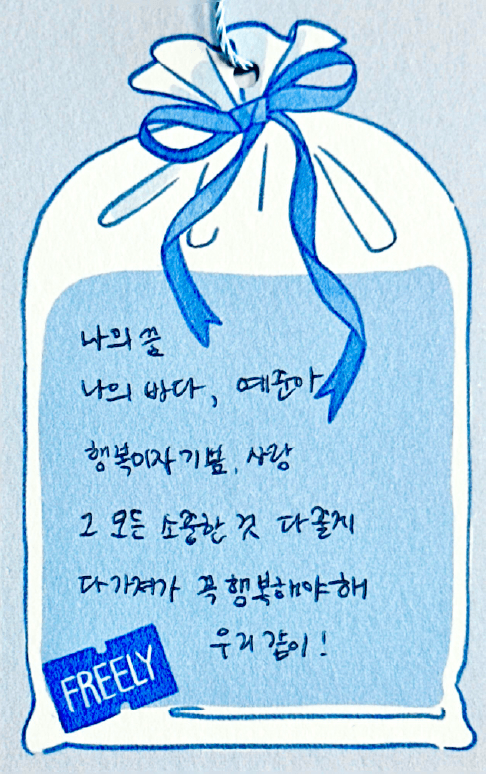 나의 꿈
나의 바다, 예준아
행복이자 기쁨, 사랑
그 모든 소중한 것 다 줄게
다 가져가 꼭 행복해야 해
우리 같이!
FREELY